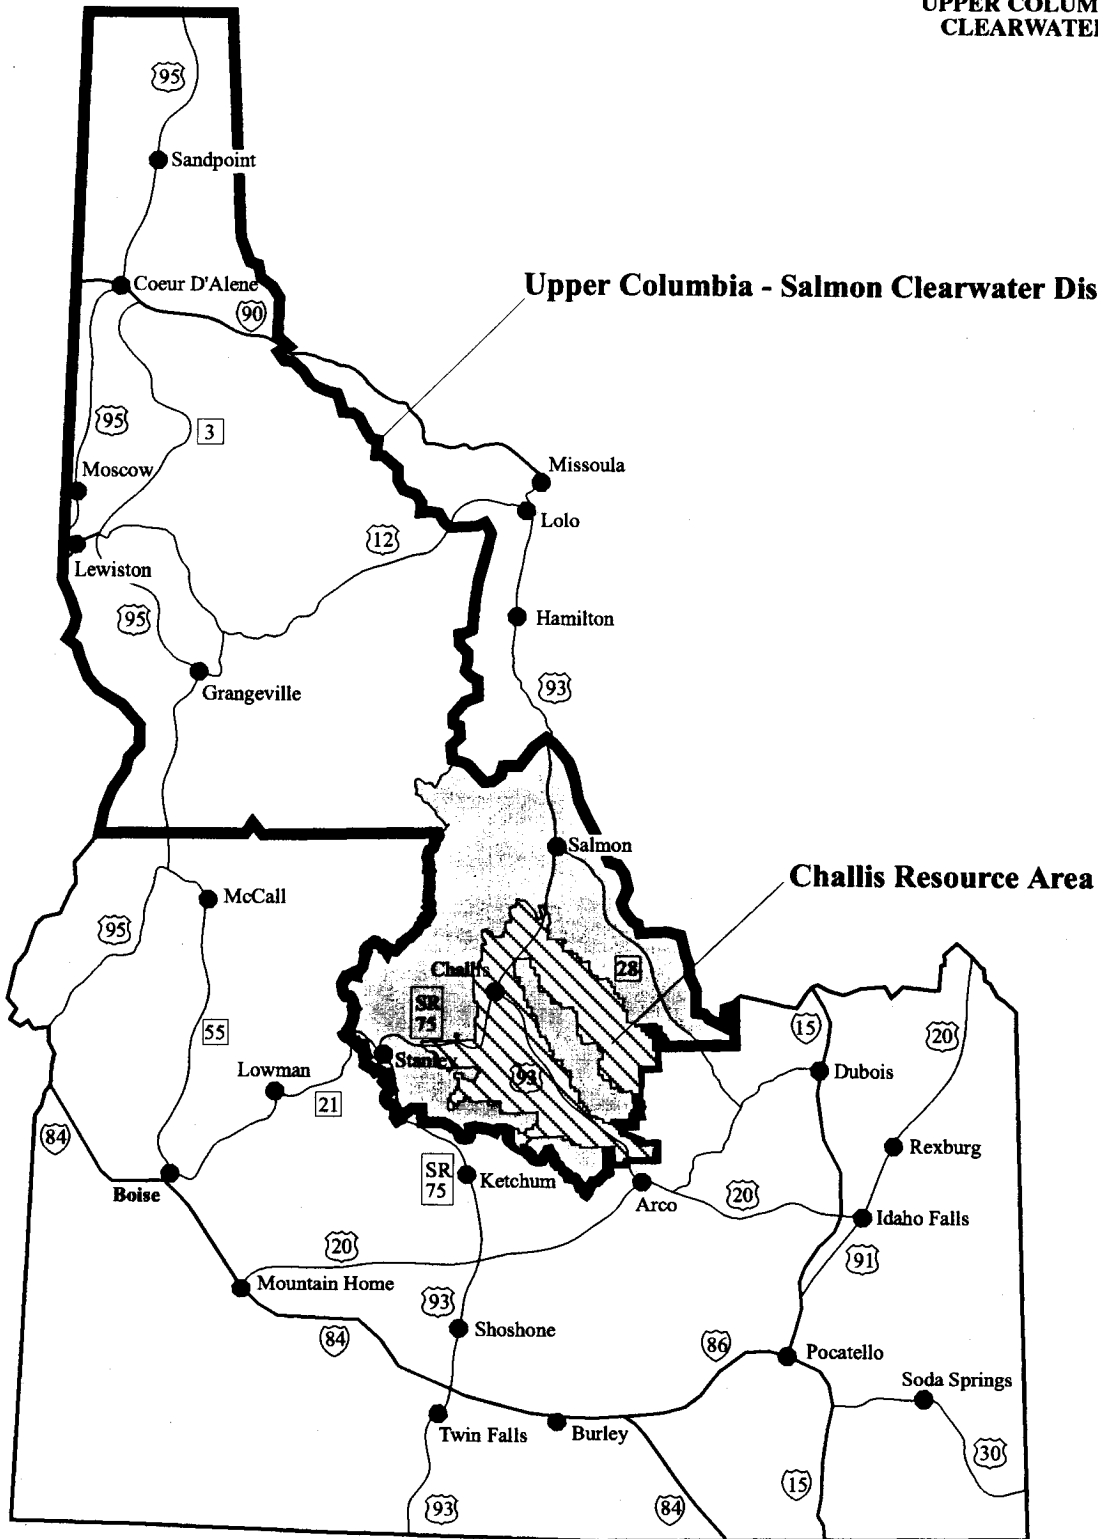 UPPER COLUM
CLEARWATER
95
Sandpoint
Coeur D'Alene
Upper Columbia - Salmon Clearwater Dis
90
95
3
Moscow
Missoula
Lolo
12
Lewiston
95
Hamilton
93
Grangeville
Salmon
Challis Resource Area
McCall
95
Challis
28
SR
75
55
15
20
Stanley
Lowman
93
Dubois
21
84
Rexburg
SR
75
Ketchum
Boise
Arco
20
Idaho Falls
20
91
Mountain Home
93
Shoshone
84
86
Pocatello
Soda Springs
Twin Falls
Burley
30
15
93
84